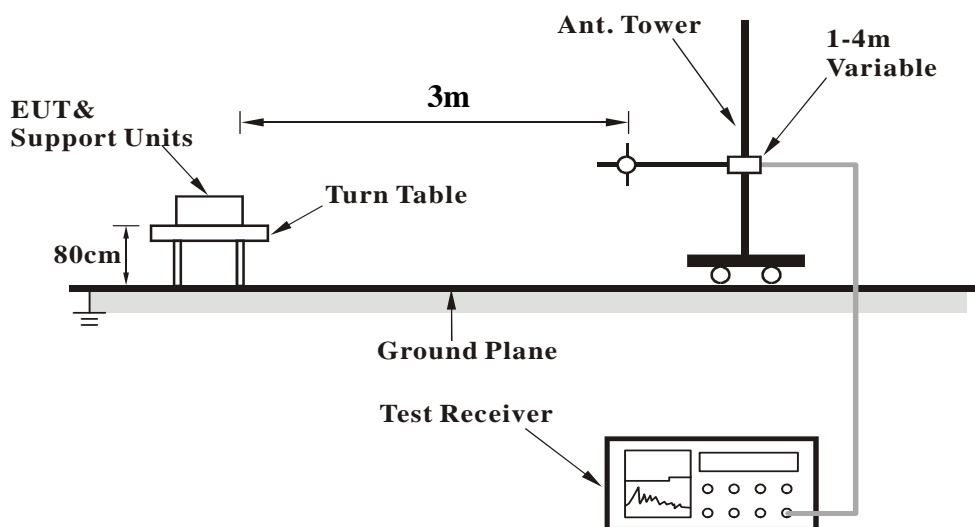 Ant. Tower
1-4m
Variable
3m
EUT&
Support Units
Turn Table
80cm
Ground Plane
Test Receiver